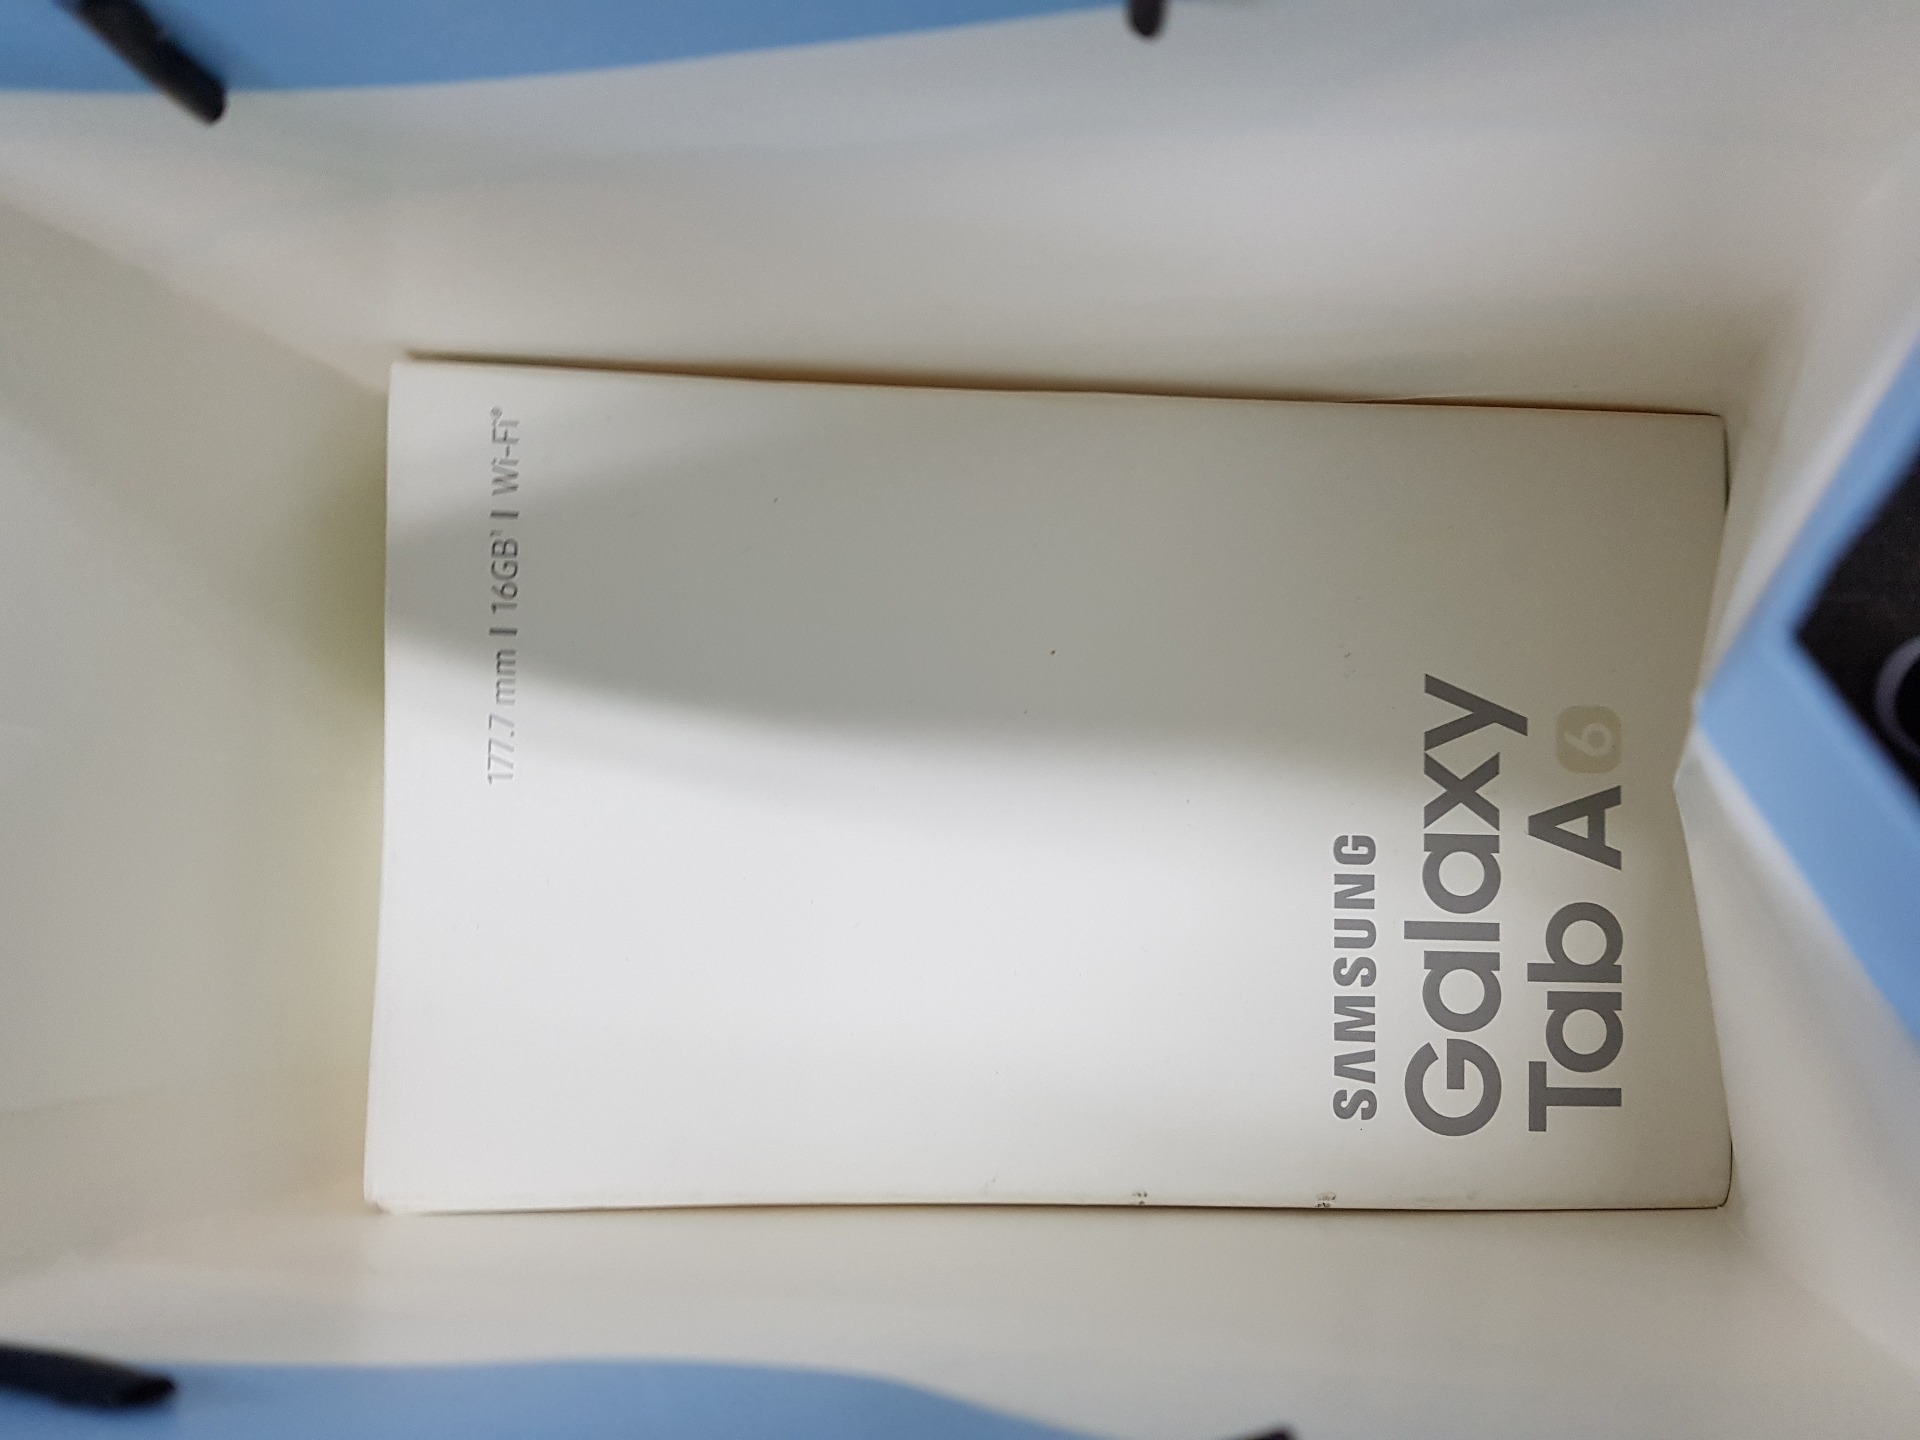 177.7 mm | 16GB¹ | Wi-Fi®
SAMSUNG
Galaxy
Tab A 6